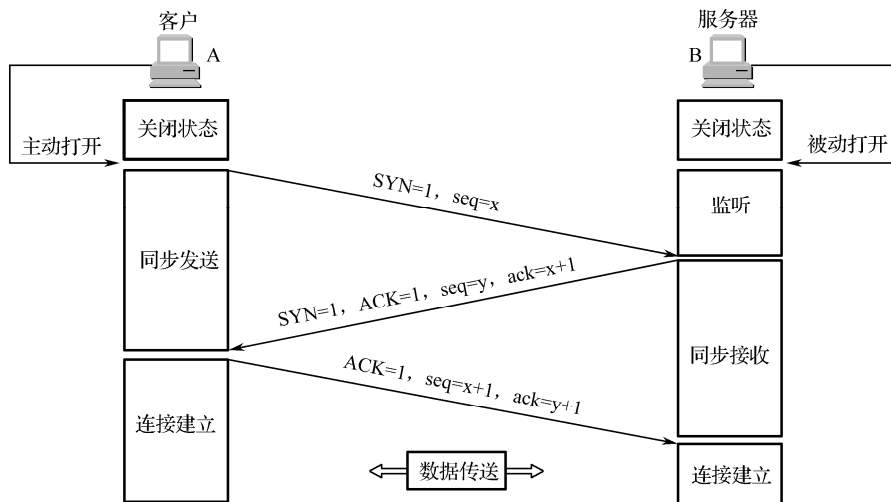 客户
服务器
A
B
关闭状态
关闭状态
主动打开
被动打开
SYN=1，seq=x
监听
同步发送
SYN=1，ACK=1，seq=y，ack=x+1
同步接收
ACK=1，seq=x+1，ack=y+1
连接建立
数据传送
连接建立